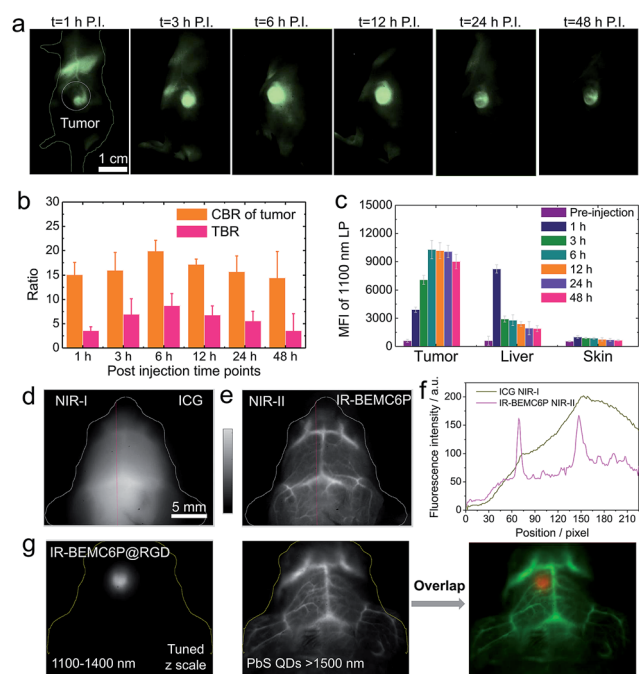 a
t=1 h P.I. t=3 h P.I. t=6 h P.I. t=12 h P.I. t=24 h P.I. t=48 h P.I.
Tumor
1 cm
b
30
25
20
15
10
5
0
Ratio
CBR of tumor
TBR
1 h 3 h 6 h 12 h 24 h 48 h
Post injection time points
c
15000
12000
9000
6000
3000
0
MFI of 1100 nm LP
Pre-injection
1 h
3 h
6 h
12 h
24 h
48 h
Tumor Liver Skin
d
NIR-I ICG
5 mm
e
NIR-II IR-BEMC6P
f
ICG NIR-I
IR-BEMC6P NIR-II
200
150
100
50
0
Fluorescence intensity / a.u.
0 30 60 90 120 150 180 210
Position / pixel
g
IR-BEMC6P@RGD
1100-1400 nm
Tuned
z scale
PbS QDs >1500 nm
Overlap